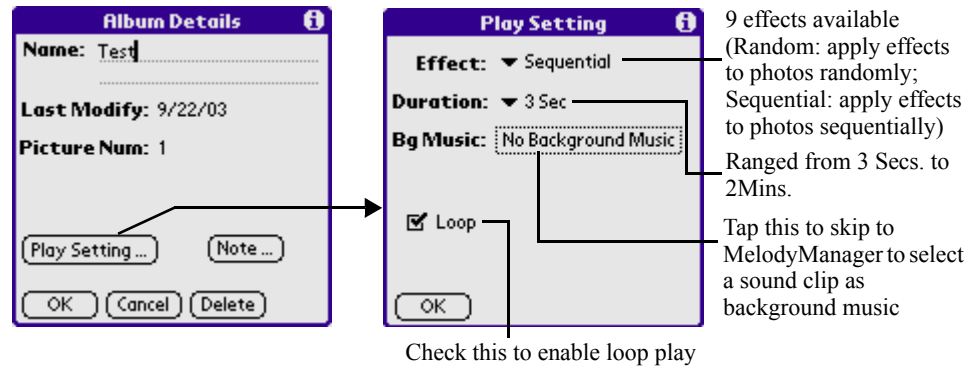 Album Details
Name: Test
Last Modify: 9/22/03
Picture Num: 1
Play Setting ...
Note ...
OK
Cancel
Delete
Play Setting
Effect: Sequential
Duration: 3 Sec
Bg Music: No Background Music
Loop
OK
9 effects available
(Random: apply effects
to photos randomly;
Sequential: apply effects
to photos sequentially)
Ranged from 3 Secs. to
2Mins.
Tap this to skip to
MelodyManager to select
a sound clip as
background music
Check this to enable loop play